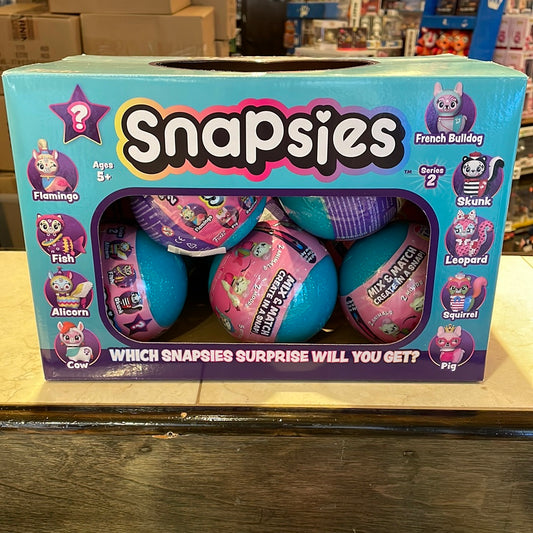 ?
Snapsies
™
Ages
5+
Series
2
French Bulldog
Flamingo
Skunk
Fish
Leopard
Alicorn
Squirrel
Cow
Pig
MIX & MATCH
CREATE IN A SNAP!
MIX & MATCH
CREATE IN A SNAP!
WHICH SNAPSIES SURPRISE WILL YOU GET?